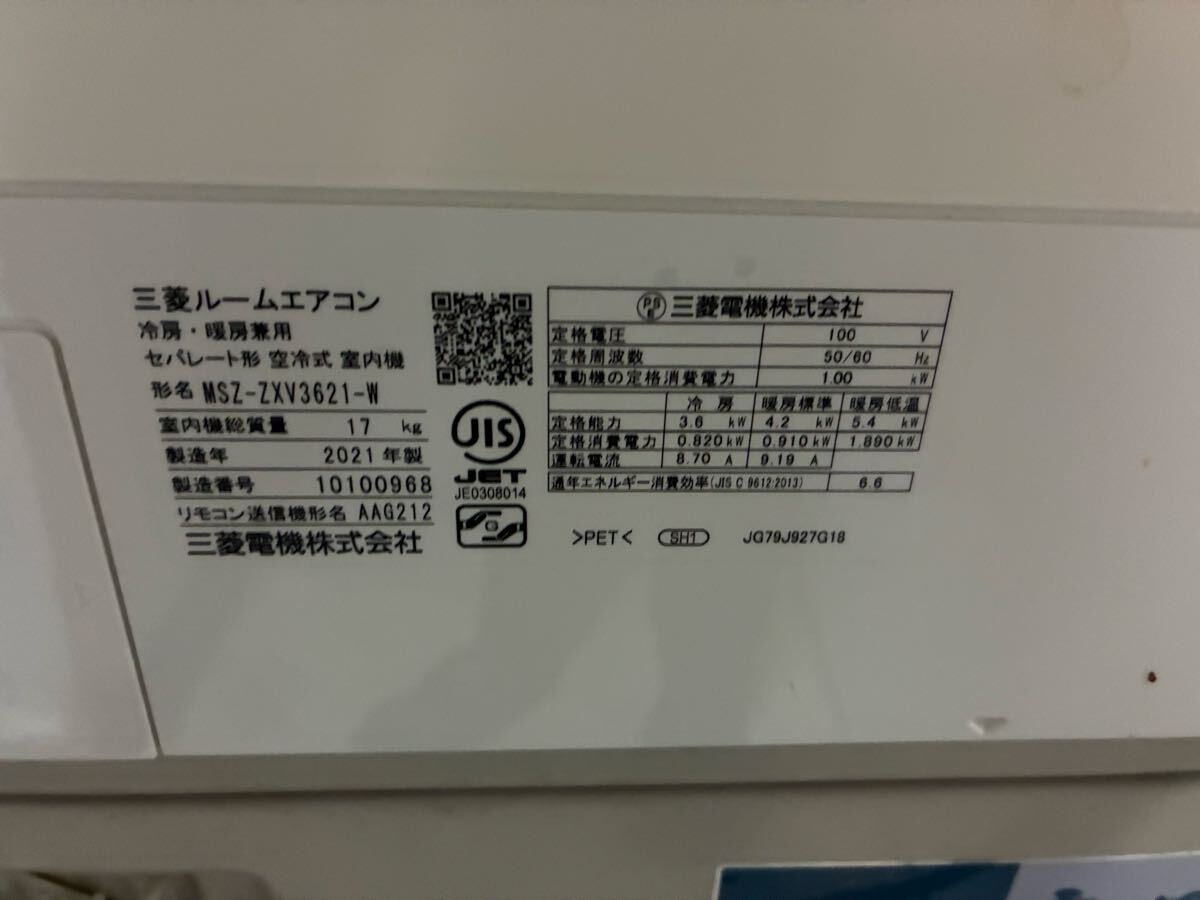 三菱ルームエアコン
冷房・暖房兼用
セパレート形 空冷式 室内機
形名 MSZ-ZXV3621-W
室内機総質量 17 kg
製造年 2021年製
製造番号 10100968
リモコン送信機形名 AAG212
三菱電機株式会社
JIS
JET
JE0308014
G
PSE 三菱電機株式会社
定格電圧 100 V
定格周波数 50/60 Hz
電動機の定格消費電力 1.00 kW
冷房 暖房標準 暖房低温
定格能力 3.6 kW 4.2 kW 5.4 kW
定格消費電力 0.820kW 0.910kW 1.890kW
運転電流 8.70 A 9.19 A
通年エネルギー消費効率(JIS C 9612:2013) 6.6
>PET< SH1 JG79J927G18